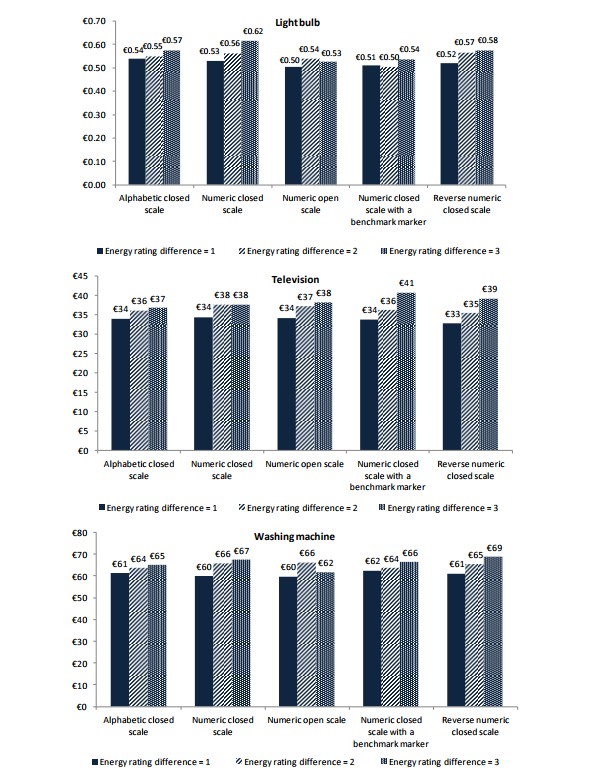 Light bulb
€0.70
€0.60
€0.50
€0.40
€0.30
€0.20
€0.10
€0.00
€0.54 €0.55 €0.57
€0.53 €0.56 €0.62
€0.50 €0.54 €0.53
€0.51 €0.50 €0.54
€0.52 €0.57 €0.58
Alphabetic closed
scale
Numeric closed
scale
Numeric open
scale
Numeric closed
scale with a
benchmark marker
Reverse numeric
closed scale
Energy rating difference = 1 Energy rating difference = 2 Energy rating difference = 3
Television
€45
€40
€35
€30
€25
€20
€15
€10
€5
€0
€34 €36 €37
€34 €38 €38
€34 €37 €38
€34 €36 €41
€33 €35 €39
Alphabetic closed
scale
Numeric closed
scale
Numeric open scale
Numeric closed
scale with a
benchmark marker
Reverse numeric
closed scale
Energy rating difference = 1 Energy rating difference = 2 Energy rating difference = 3
Washing machine
€80
€70
€60
€50
€40
€30
€20
€10
€0
€61 €64 €65
€60 €66 €67
€60 €66 €62
€62 €64 €66
€61 €65 €69
Alphabetic closed
scale
Numeric closed
scale
Numeric open scale
Numeric closed
scale with a
benchmark marker
Reverse numeric
closed scale
Energy rating difference = 1 Energy rating difference = 2 Energy rating difference = 3